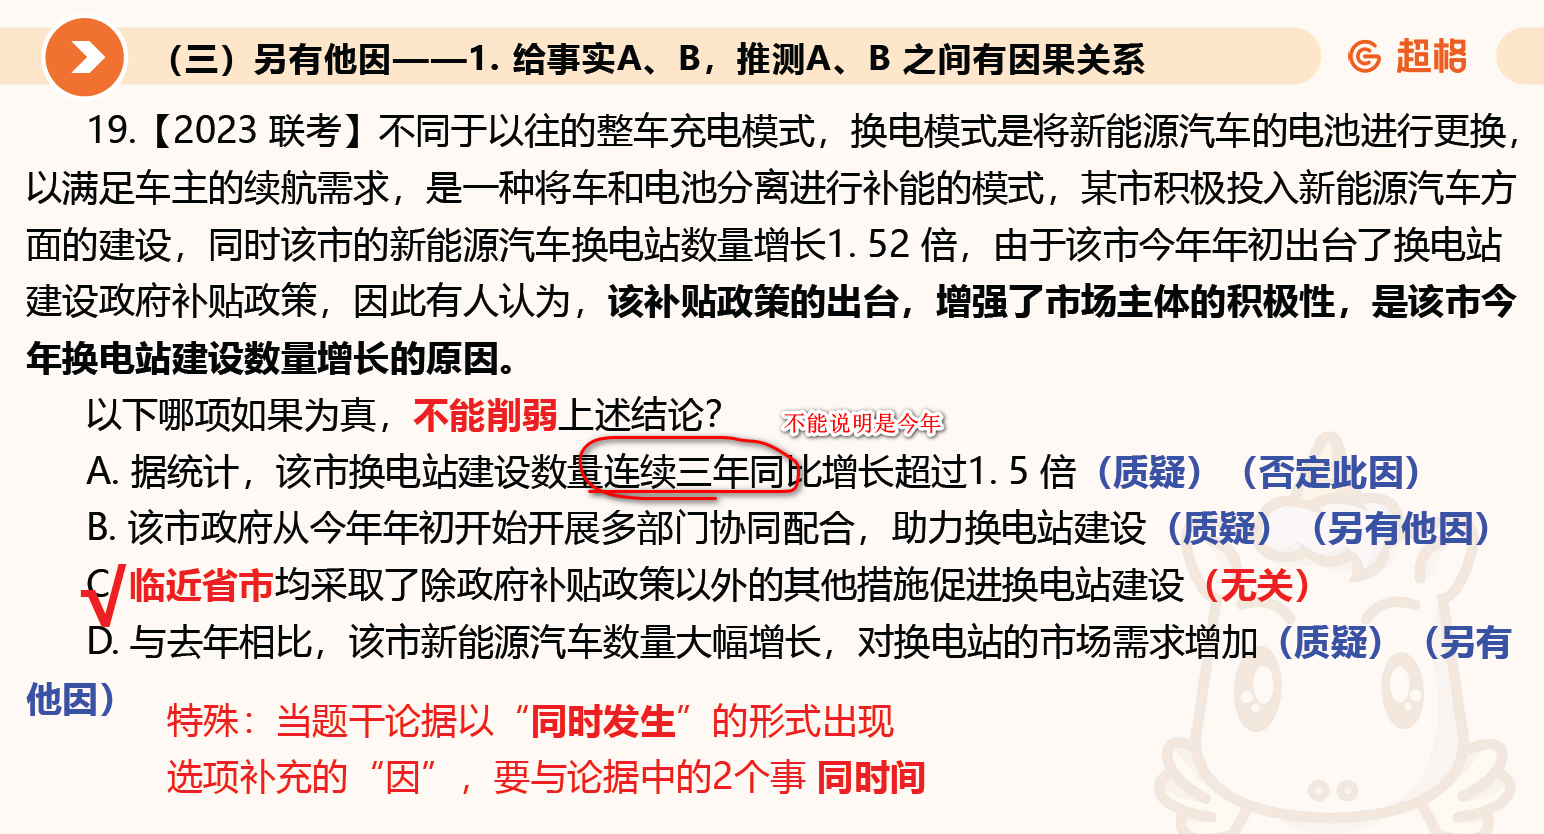 （三）另有他因——1. 给事实A、B，推测A、B 之间有因果关系
超格
19.【2023 联考】不同于以往的整车充电模式，换电模式是将新能源汽车的电池进行更换，
以满足车主的续航需求，是一种将车和电池分离进行补能的模式，某市积极投入新能源汽车方
面的建设，同时该市的新能源汽车换电站数量增长1. 52 倍，由于该市今年年初出台了换电站
建设政府补贴政策，因此有人认为，该补贴政策的出台，增强了市场主体的积极性，是该市今
年换电站建设数量增长的原因。
以下哪项如果为真，不能削弱上述结论？
不能说明是今年
A. 据统计，该市换电站建设数量连续三年同比增长超过1. 5 倍（质疑）（否定此因）
B. 该市政府从今年年初开始开展多部门协同配合，助力换电站建设（质疑）（另有他因）
C√临近省市均采取了除政府补贴政策以外的其他措施促进换电站建设（无关）
D. 与去年相比，该市新能源汽车数量大幅增长，对换电站的市场需求增加（质疑）（另有
他因）
特殊：当题干论据以“同时发生”的形式出现
选项补充的“因”，要与论据中的2个事 同时间